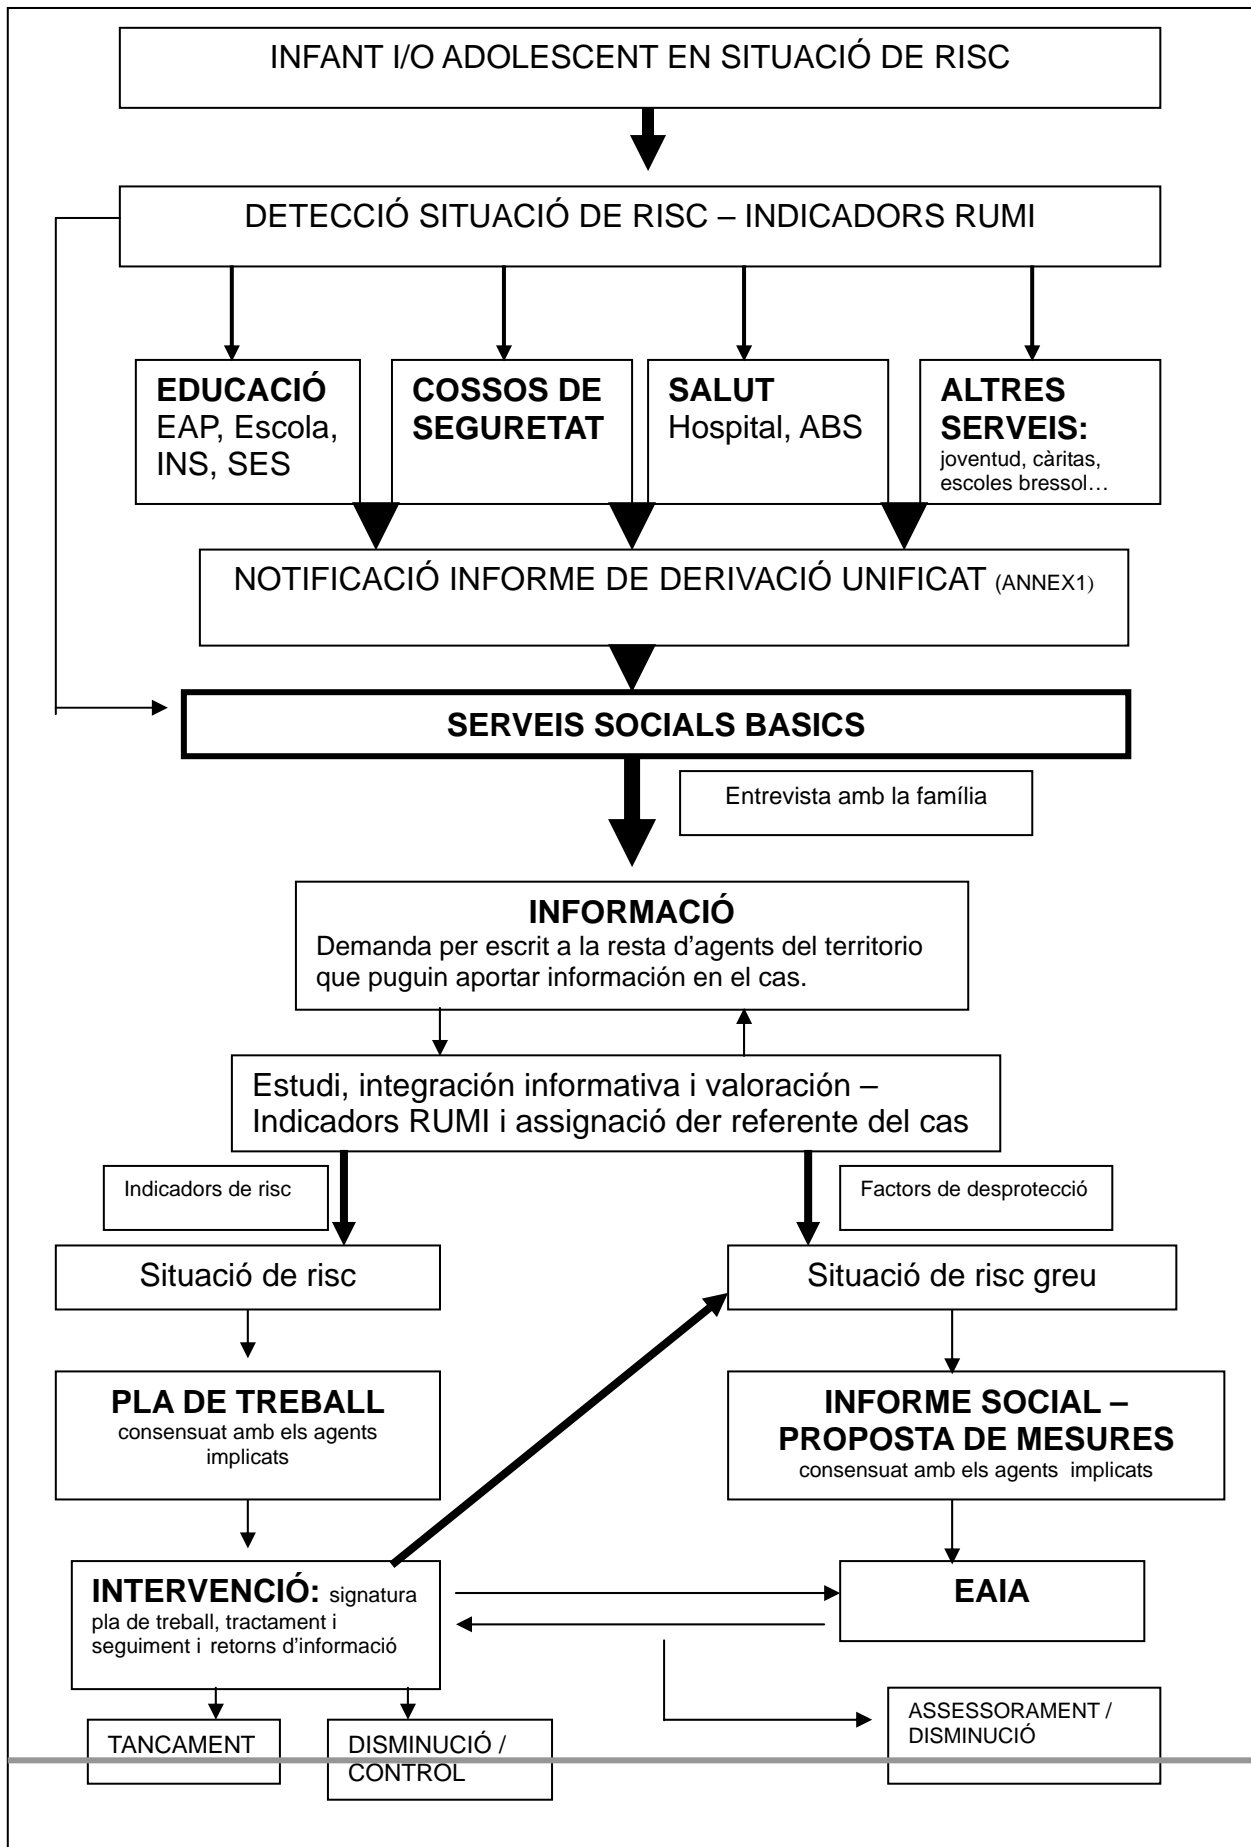 INFANT I/O ADOLESCENT EN SITUACIÓ DE RISC
DETECCIÓ SITUACIÓ DE RISC – INDICADORS RUMI
EDUCACIÓ
EAP, Escola,
INS, SES
COSSOS DE
SEGURETAT
SALUT
Hospital, ABS
ALTRES
SERVEIS:
joventud, càritas,
escoles bressol…
NOTIFICACIÓ INFORME DE DERIVACIÓ UNIFICAT (ANNEX1)
SERVEIS SOCIALS BASICS
Entrevista amb la família
INFORMACIÓ
Demanda per escrit a la resta d’agents del territorio
que puguin aportar información en el cas.
Estudi, integración informativa i valoración –
Indicadors RUMI i assignació der referente del cas
Indicadors de risc
Factors de desprotecció
Situació de risc
Situació de risc greu
PLA DE TREBALL
consensuat amb els agents
implicats
INFORME SOCIAL –
PROPOSTA DE MESURES
consensuat amb els agents implicats
INTERVENCIÓ: signatura
pla de treball, tractament i
seguiment i retorns d’informació
EAIA
TANCAMENT
DISMINUCIÓ /
CONTROL
ASSESSORAMENT /
DISMINUCIÓ